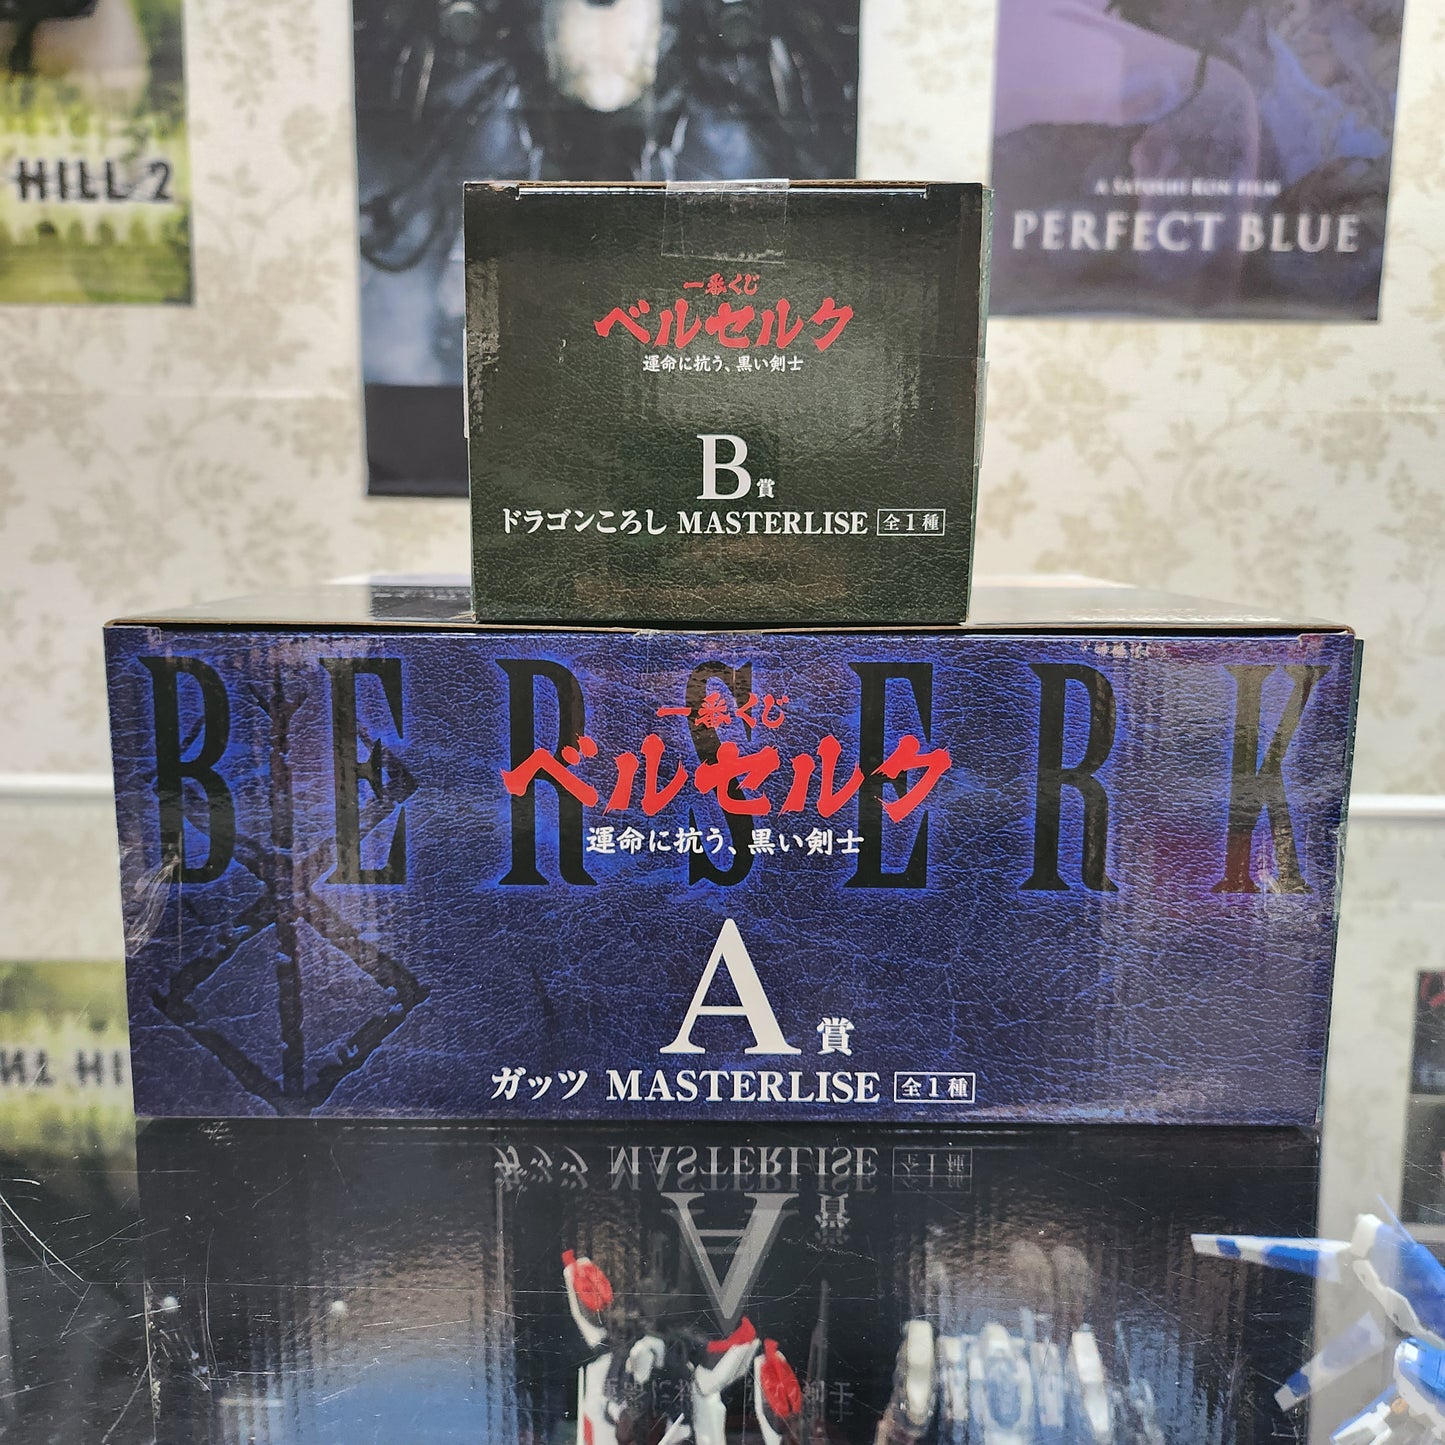 HILL 2
A SATOSHI KON FILM
PERFECT BLUE
一番くじ
ベルセルク
運命に抗う、黒い剣士
B賞
ドラゴンころし MASTERLISE 全1種
BERSERK
一番くじ
ベルセルク
運命に抗う、黒い剣士
A賞
ガッツ MASTERLISE 全1種